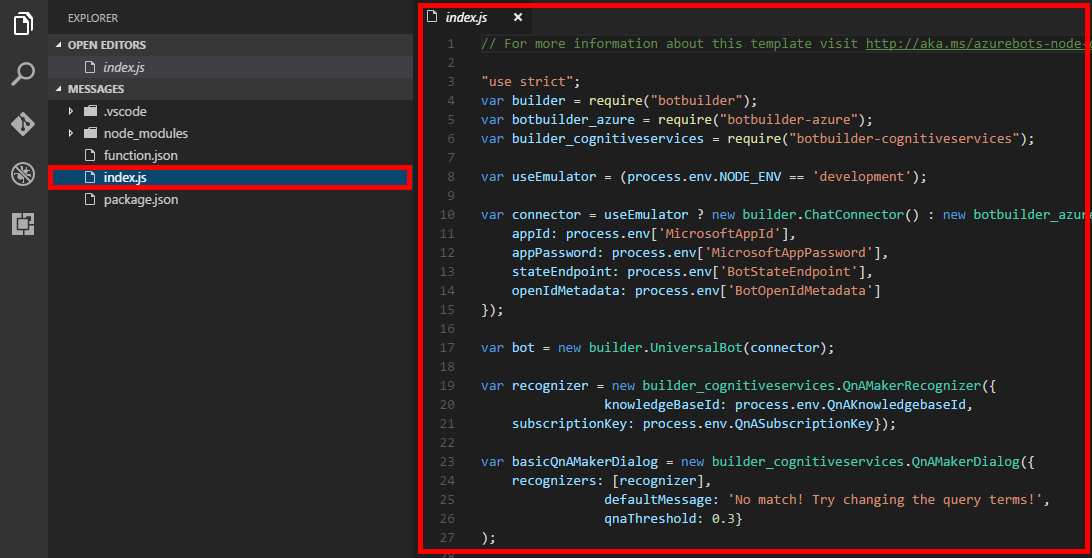 EXPLORER
OPEN EDITORS
index.js
MESSAGES
.vscode
node_modules
function.json
index.js
package.json
index.js
1 // For more information about this template visit http://aka.ms/azurebots-node-
2
3 "use strict";
4 var builder = require("botbuilder");
5 var botbuilder_azure = require("botbuilder-azure");
6 var builder_cognitiveservices = require("botbuilder-cognitiveservices");
7
8 var useEmulator = (process.env.NODE_ENV == 'development');
9
10 var connector = useEmulator ? new builder.ChatConnector() : new botbuilder_azure
11 appId: process.env['MicrosoftAppId'],
12 appPassword: process.env['MicrosoftAppPassword'],
13 stateEndpoint: process.env['BotStateEndpoint'],
14 openIdMetadata: process.env['BotOpenIdMetadata']
15 });
16
17 var bot = new builder.UniversalBot(connector);
18
19 var recognizer = new builder_cognitiveservices.QnAMakerRecognizer({
20 knowledgeBaseId: process.env.QnAKnowledgebaseId,
21 subscriptionKey: process.env.QnASubscriptionKey});
22
23 var basicQnAMakerDialog = new builder_cognitiveservices.QnAMakerDialog({
24 recognizers: [recognizer],
25 defaultMessage: 'No match! Try changing the query terms!',
26 qnaThreshold: 0.3}
27 );